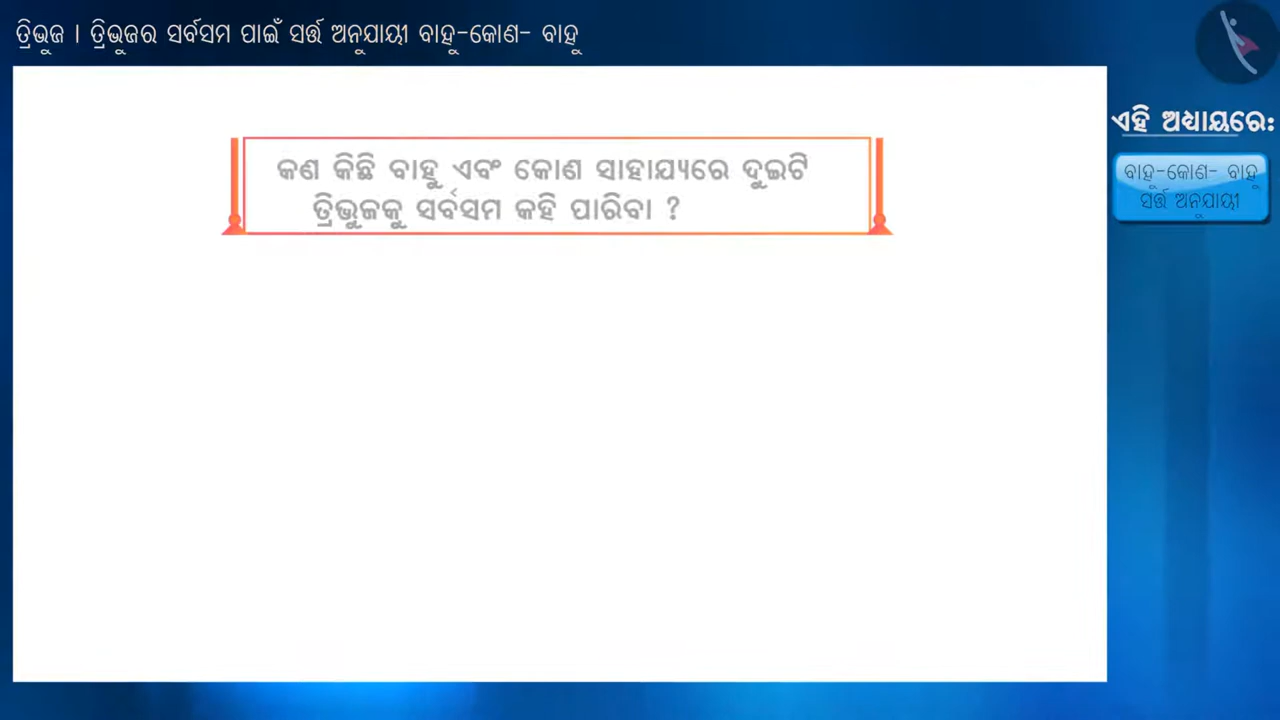 ତ୍ରିଭୁଜ । ତ୍ରିଭୁଜର ସର୍ବସମ ପାଇଁ ସର୍ତ୍ତ ଅନୁଯାୟୀ ବାହୁ-କୋଣ- ବାହୁ
ଏହି ଅଧ୍ୟାୟରେ:
ବାହୁ-କୋଣ- ବାହୁ
ସର୍ତ୍ତ ଅନୁଯାୟୀ
କଣ କିଛି ବାହୁ ଏବଂ କୋଣ ସାହାଯ୍ୟରେ ଦୁଇଟି
ତ୍ରିଭୁଜକୁ ସର୍ବସମ କହି ପାରିବା ?